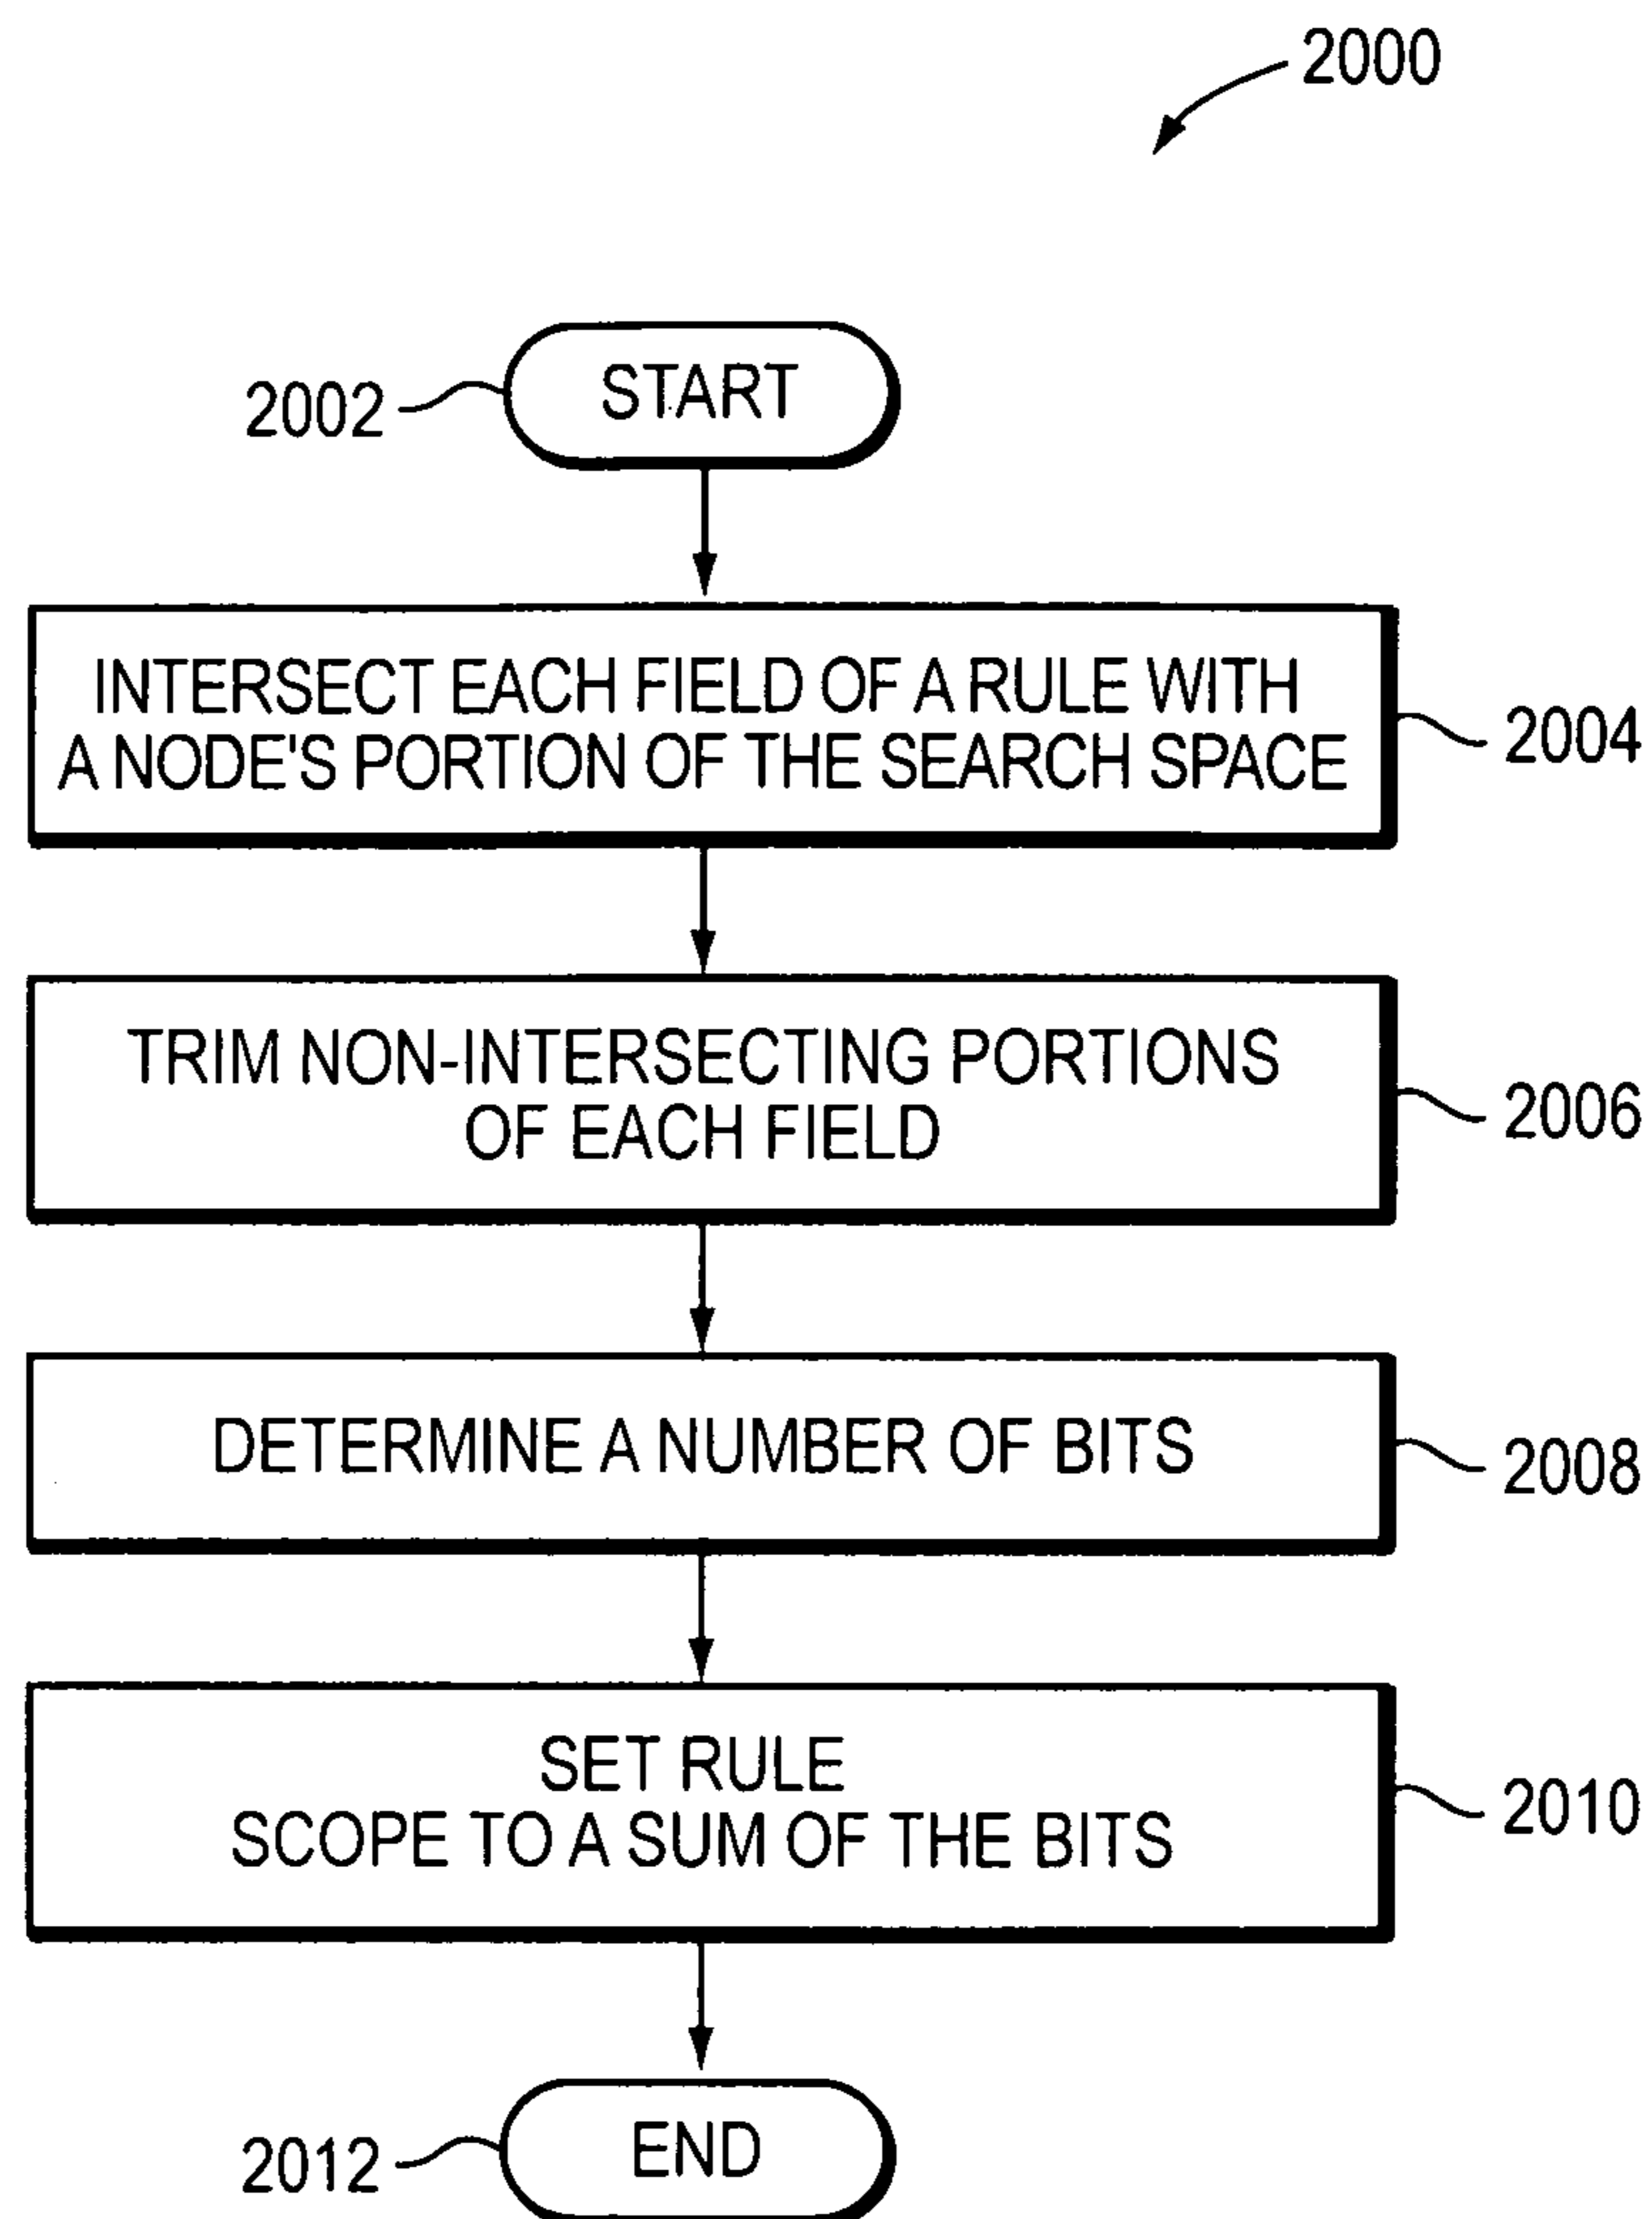 2000
START
2002
INTERSECT EACH FIELD OF A RULE WITH
A NODE'S PORTION OF THE SEARCH SPACE
2004
TRIM NON-INTERSECTING PORTIONS
OF EACH FIELD
2006
DETERMINE A NUMBER OF BITS
2008
SET RULE
SCOPE TO A SUM OF THE BITS
2010
END
2012